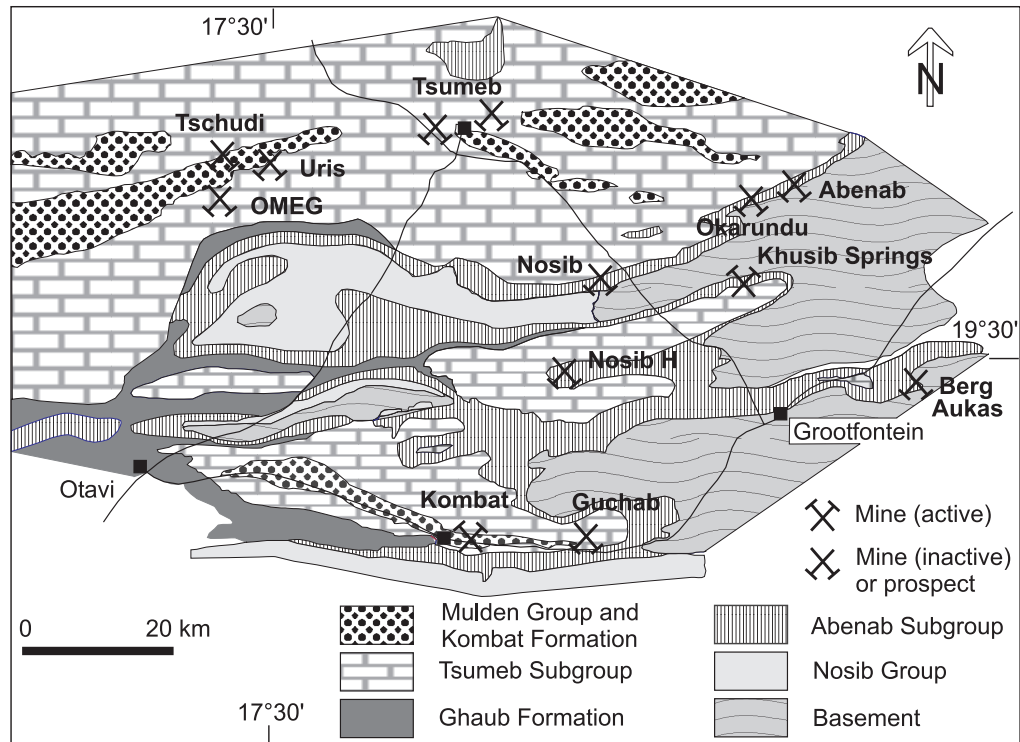 17°30'
N
Tsumeb
Tschudi
Uris
OMEG
Abenab
Okarundu
Khusib Springs
Nosib
19°30'
Nosib H
Berg
Aukas
Grootfontein
Otavi
Kombat
Guchab
Mine (active)
Mine (inactive)
or prospect
0 20 km
Mulden Group and
Kombat Formation
Tsumeb Subgroup
Ghaub Formation
Abenab Subgroup
Nosib Group
Basement
17°30'